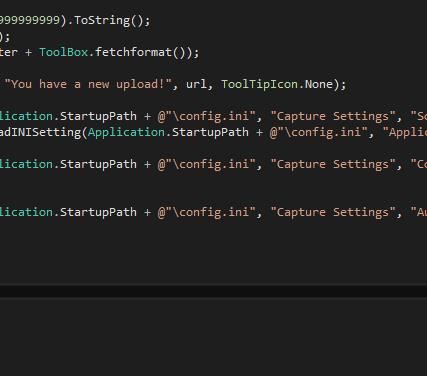 999999999).ToString();
);
ter + ToolBox.fetchformat());
"You have a new upload!", url, ToolTipIcon.None);
lication.StartupPath + @"\config.ini", "Capture Settings", "Sc
adINISetting(Application.StartupPath + @"\config.ini", "Applic
lication.StartupPath + @"\config.ini", "Capture Settings", "Co
lication.StartupPath + @"\config.ini", "Capture Settings", "Au